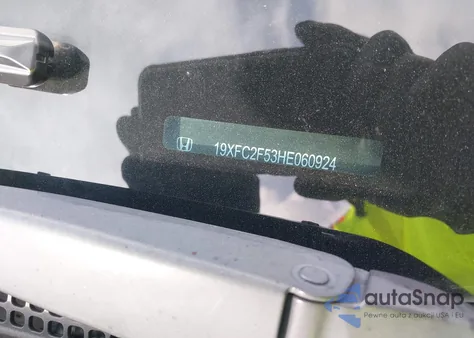 19XFC2F53HE060924
autaSnap
Pewne auta z aukcji USA i EU